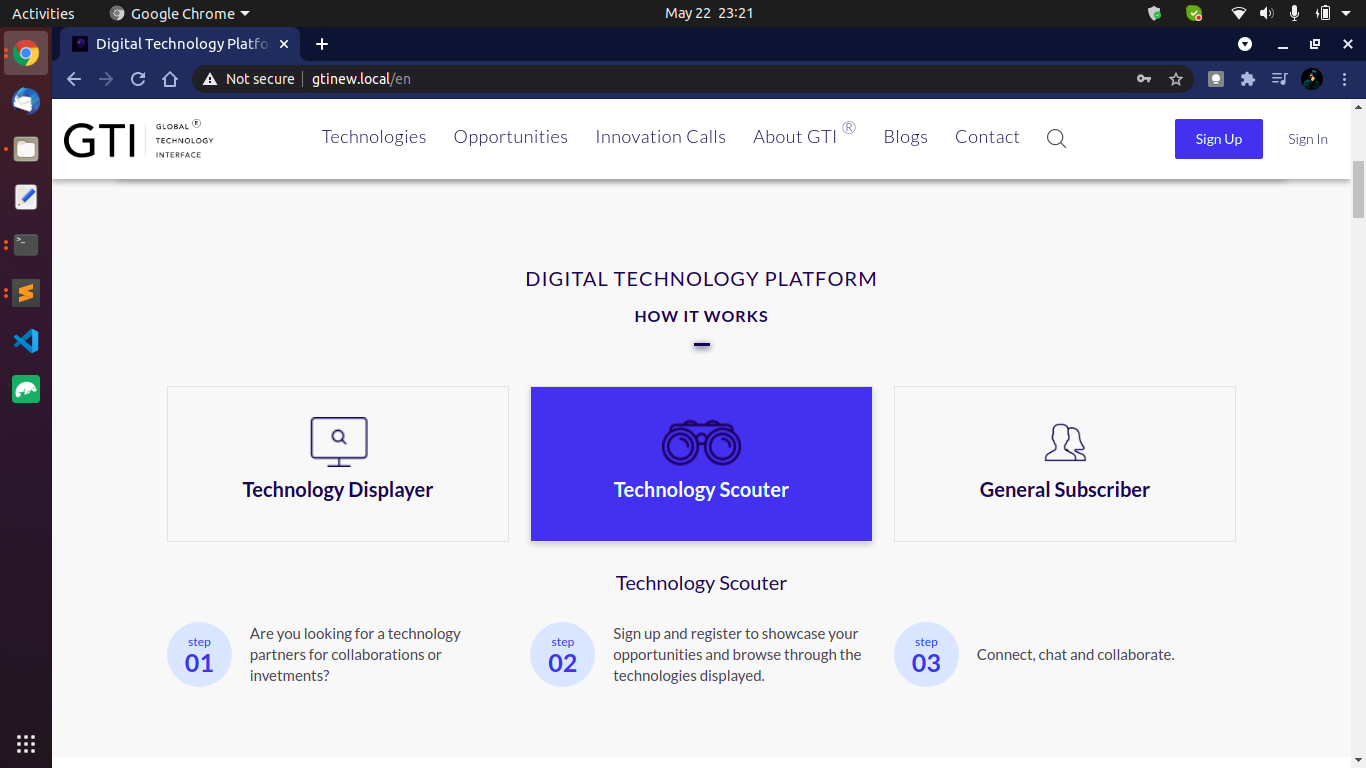 Activities
Google Chrome
May 22 23:21
Digital Technology Platfo
Not secure
gtinew.local/en
GTI
GLOBAL ®
TECHNOLOGY
INTERFACE
Technologies
Opportunities
Innovation Calls
About GTI ®
Blogs
Contact
Sign Up
Sign In
DIGITAL TECHNOLOGY PLATFORM
HOW IT WORKS
Technology Displayer
Technology Scouter
General Subscriber
Technology Scouter
step
01
Are you looking for a technology
partners for collaborations or
invetments?
step
02
Sign up and register to showcase your
opportunities and browse through the
technologies displayed.
step
03
Connect, chat and collaborate.